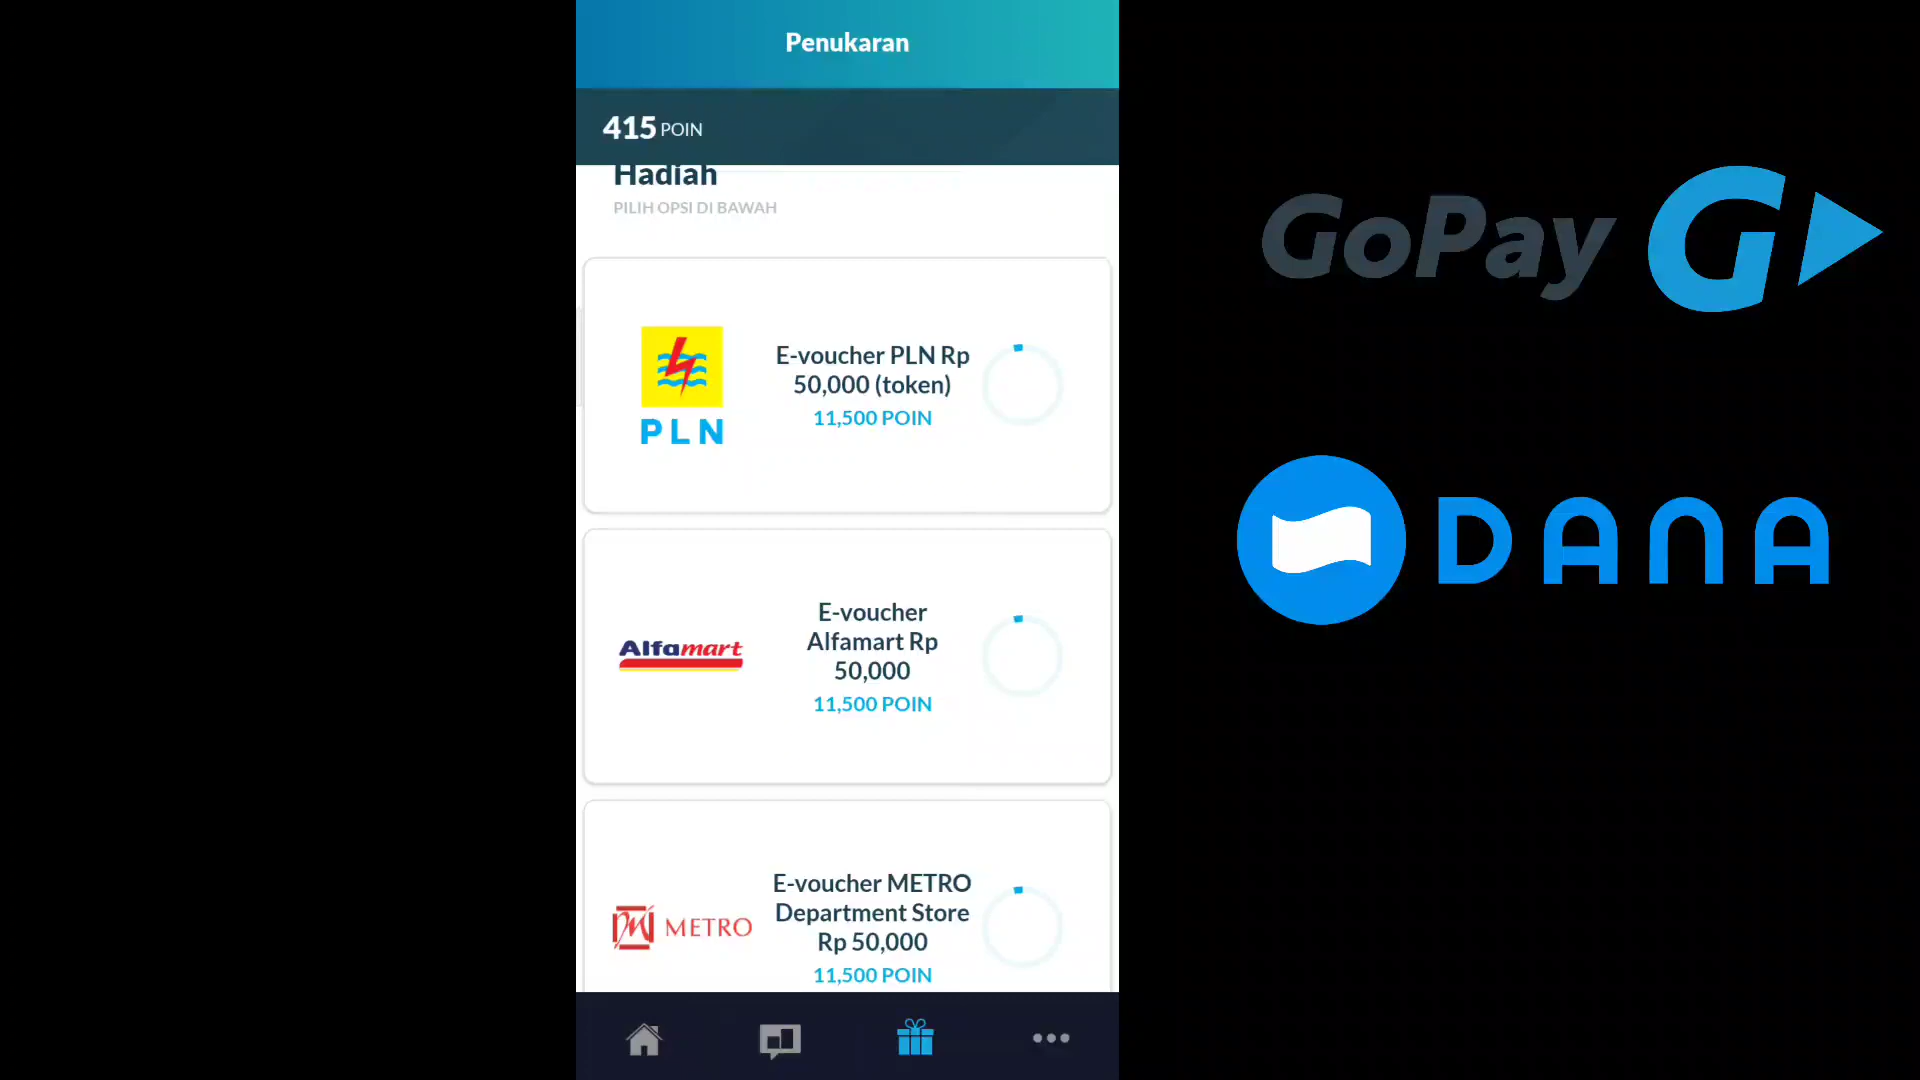 Penukaran
415 POIN
Hadiah
PILIH OPSI DI BAWAH
PLN
E-voucher PLN Rp
50,000 (token)
11,500 POIN
Alfamart
E-voucher
Alfamart Rp
50,000
11,500 POIN
METRO
E-voucher METRO
Department Store
Rp 50,000
11,500 POIN
GoPay
DANA